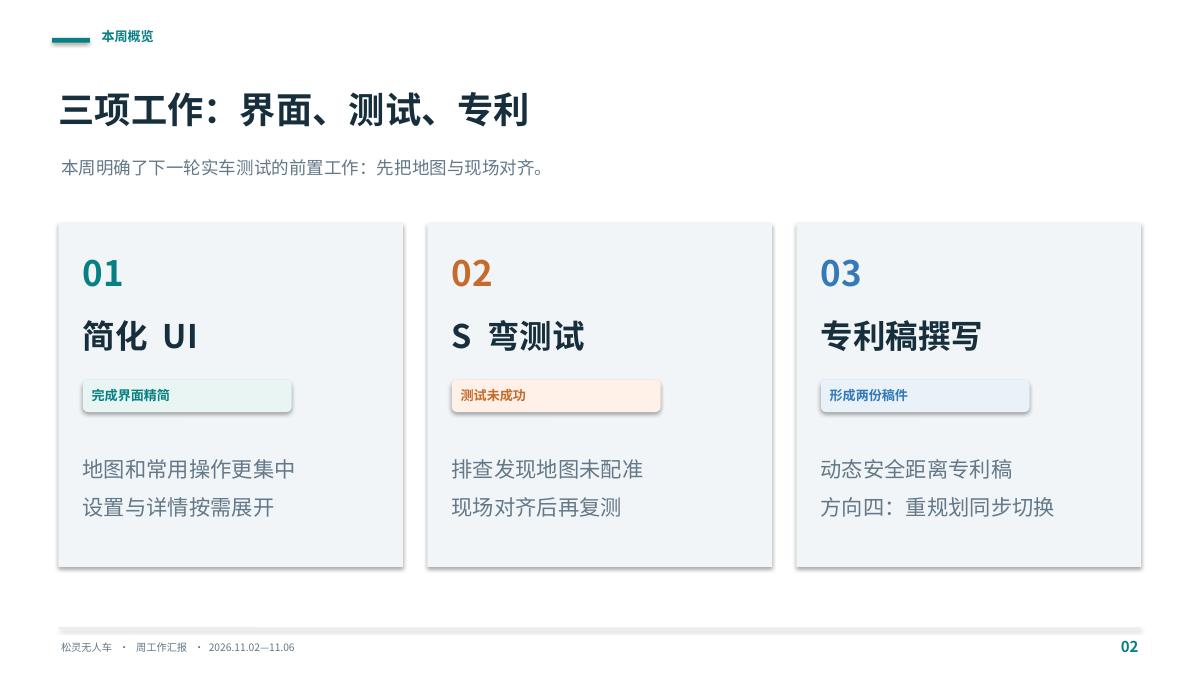 本周概览
三项工作：界面、测试、专利
本周明确了下一轮实车测试的前置工作：先把地图与现场对齐。
01
简化 UI
完成界面精简
地图和常用操作更集中
设置与详情按需展开
02
S 弯测试
测试未成功
排查发现地图未配准
现场对齐后再复测
03
专利稿撰写
形成两份稿件
动态安全距离专利稿
方向四：重规划同步切换
松灵无人车 · 周工作汇报 · 2026.11.02—11.06
02